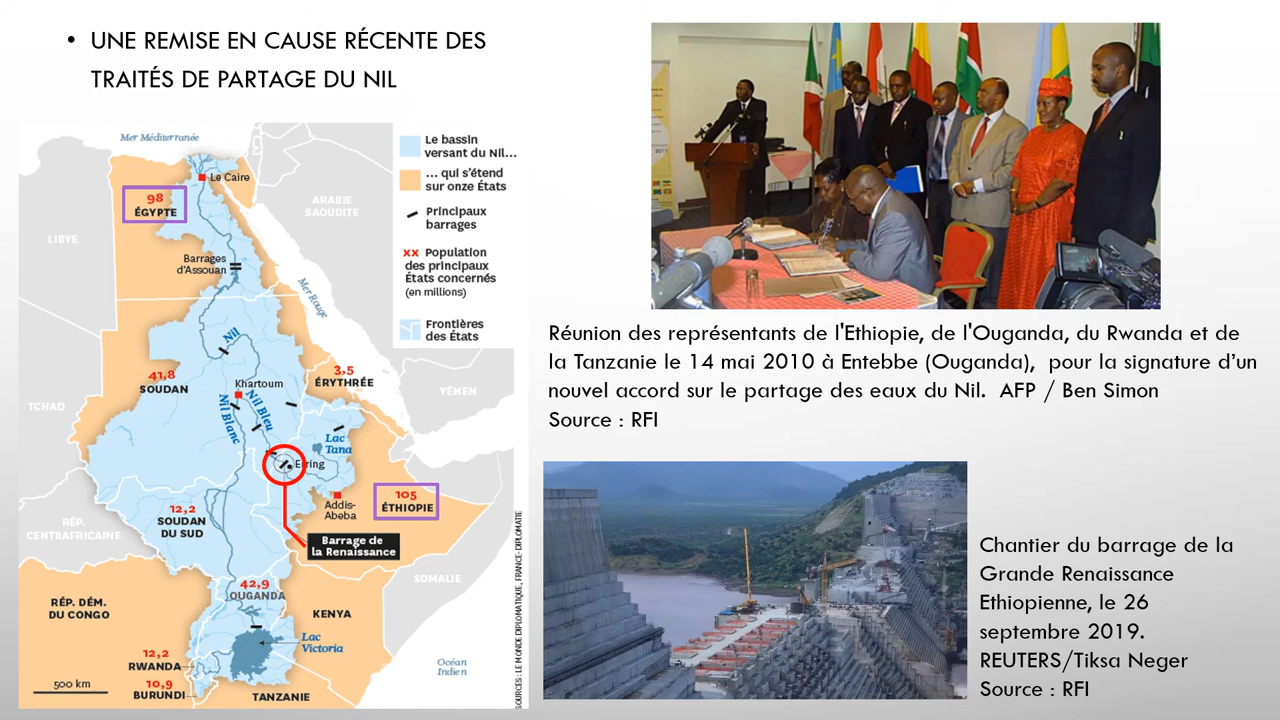 • UNE REMISE EN CAUSE RÉCENTE DES
TRAITÉS DE PARTAGE DU NIL
Mer Méditerranée
Le Caire
98
ÉGYPTE
LIBYE
ARABIE
SAOUDITE
Barrages
d'Assouan
Mer Rouge
Nil
41,8
SOUDAN
Khartoum
3,5
ÉRYTHRÉE
YÉMEN
TCHAD
Nil Blanc
Nil Bleu
Lac
Tana
105
ÉTHIOPIE
Addis-
Abeba
12,2
SOUDAN
DU SUD
RÉP.
CENTRAFRICAINE
Barrage de
la Renaissance
SOMALIE
42,9
OUGANDA
RÉP. DÉM.
DU CONGO
KENYA
Lac
Victoria
12,2
RWANDA
10,9
BURUNDI
Océan
Indien
500 km
TANZANIE
Le bassin
versant du Nil...
... qui s'étend
sur onze États
Principaux
barrages
xx Population
des principaux
États concernés
(en millions)
Frontières
des États
SOURCES : LE MONDE DIPLOMATIQUE, FRANCE-DIPLOMATIE
Réunion des représentants de l'Ethiopie, de l'Ouganda, du Rwanda et de
la Tanzanie le 14 mai 2010 à Entebbe (Ouganda), pour la signature d’un
nouvel accord sur le partage des eaux du Nil. AFP / Ben Simon
Source : RFI
Chantier du barrage de la
Grande Renaissance
Ethiopienne, le 26
septembre 2019.
REUTERS/Tiksa Neger
Source : RFI